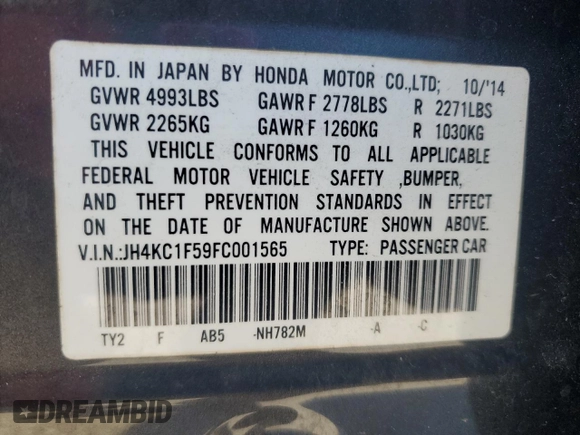 MFD. IN JAPAN BY HONDA MOTOR CO.,LTD; 10/'14
GVWR 4993LBS GAWR F 2778LBS R 2271LBS
GVWR 2265KG GAWR F 1260KG R 1030KG
THIS VEHICLE CONFORMS TO ALL APPLICABLE
FEDERAL MOTOR VEHICLE SAFETY ,BUMPER,
AND THEFT PREVENTION STANDARDS IN EFFECT
ON THE DATE OF MANUFACTURE SHOWN ABOVE.
V.I.N.:JH4KC1F59FC001565 TYPE: PASSENGER CAR
TY2 F AB5 -NH782M -A -C
DREAMBID